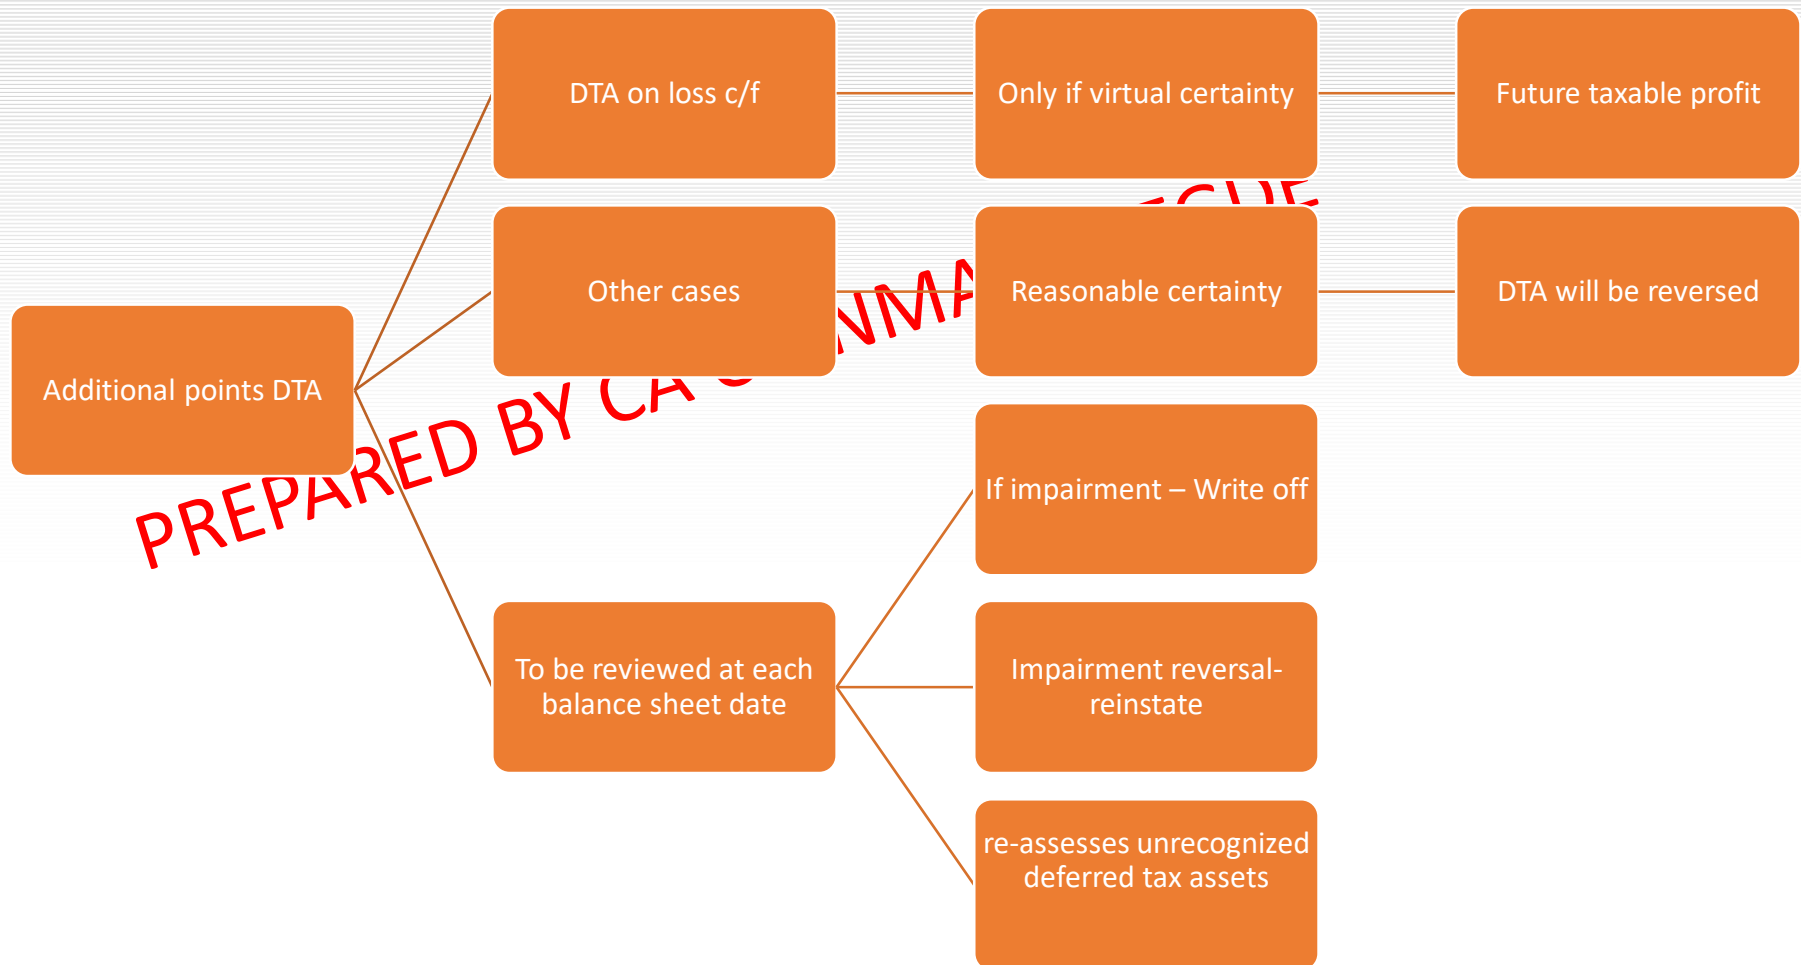 DTA on loss c/f
Only if virtual certainty
Future taxable profit
Other cases
Reasonable certainty
DTA will be reversed
Additional points DTA
If impairment – Write off
To be reviewed at each
balance sheet date
Impairment reversal-
reinstate
re-assesses unrecognized
deferred tax assets
PREPARED BY CA